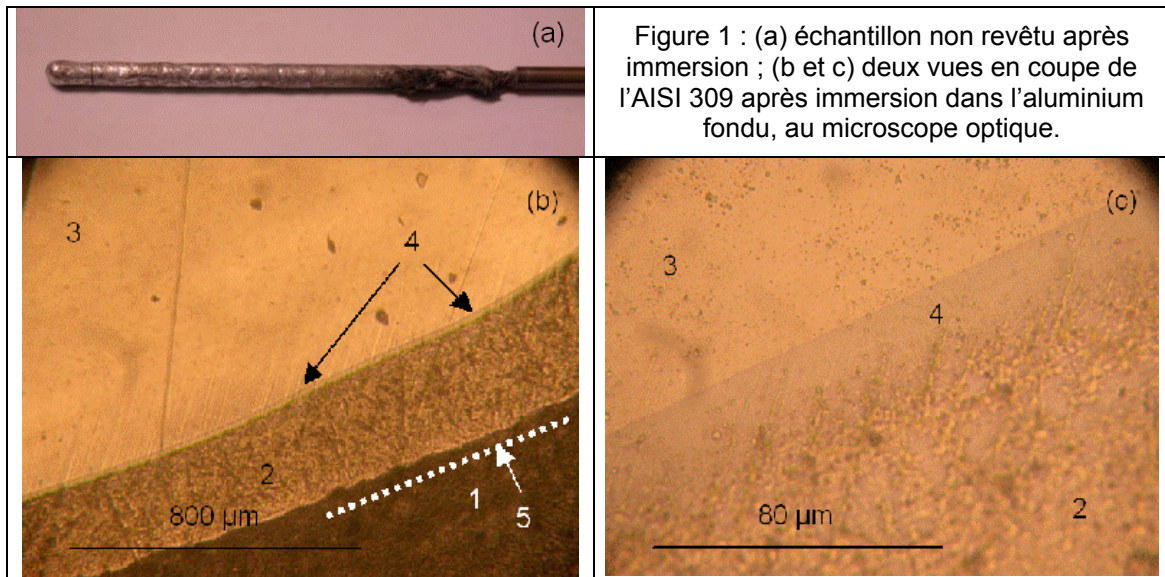 (a)
Figure 1 : (a) échantillon non revêtu après
immersion ; (b et c) deux vues en coupe de
l'AISI 309 après immersion dans l'aluminium
fondu, au microscope optique.
(b)
3
4
2
1
5
800 µm
(c)
3
4
2
80 µm